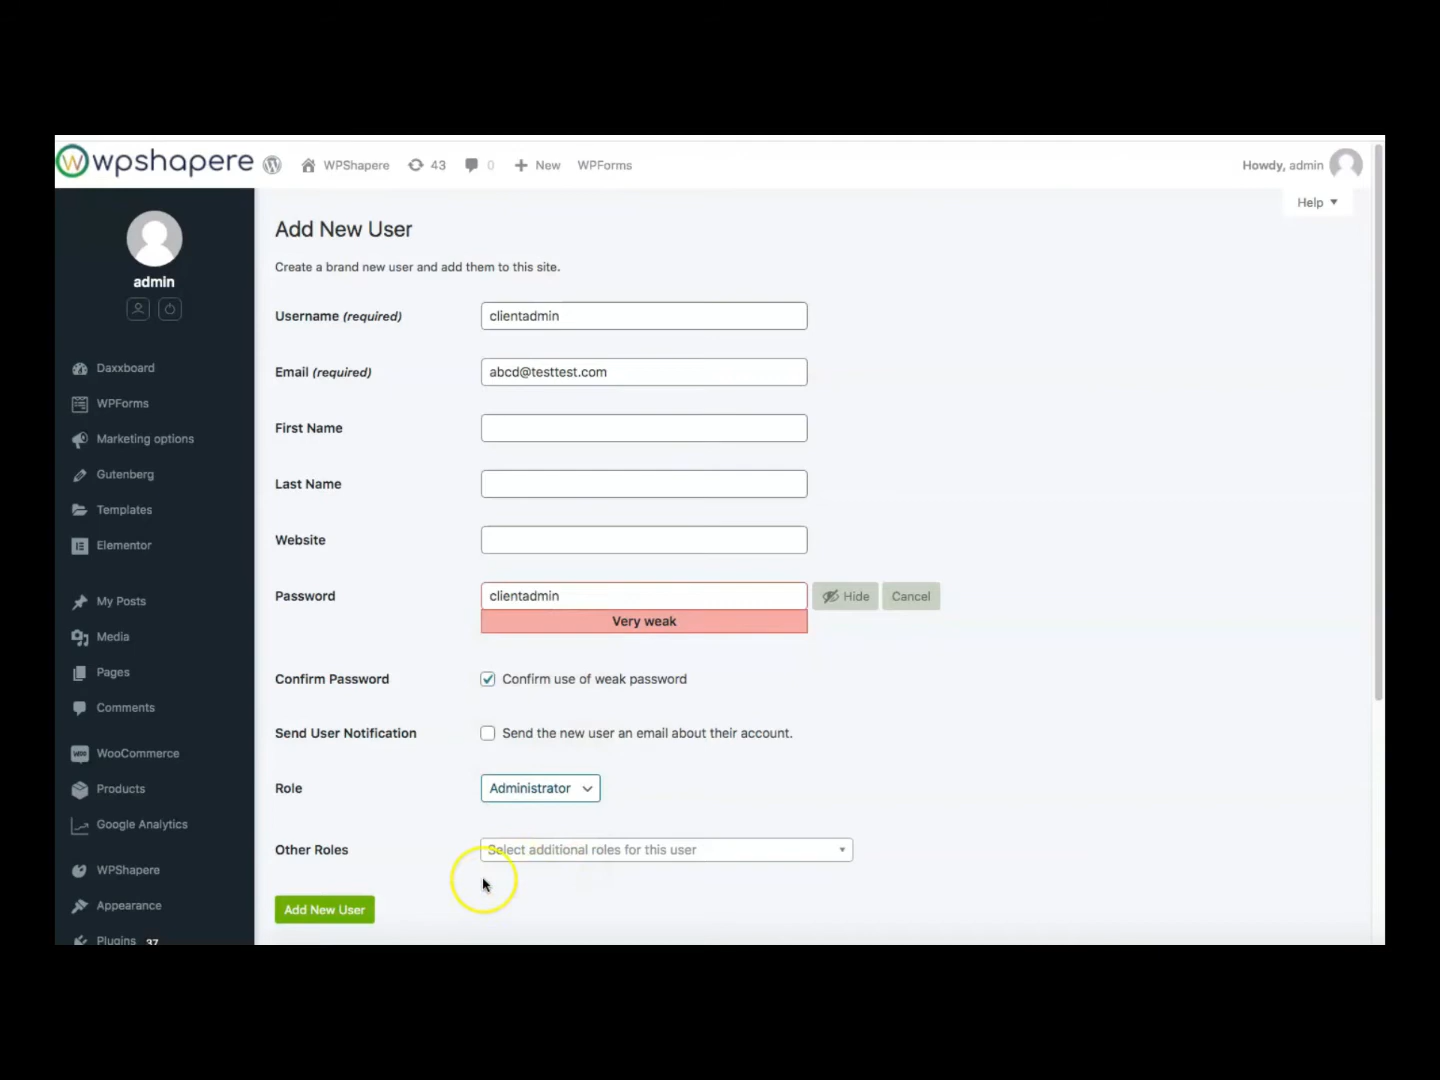 wpshapere WPShapere 43 0 New WPForms Howdy, admin
Help
admin
Daxxboard
WPForms
Marketing options
Gutenberg
Templates
Elementor
My Posts
Media
Pages
Comments
WooCommerce
Products
Google Analytics
WPShapere
Appearance
Plugins 37
Add New User
Create a brand new user and add them to this site.
Username (required) clientadmin
Email (required) abcd@testtest.com
First Name
Last Name
Website
Password clientadmin Hide Cancel
Very weak
Confirm Password Confirm use of weak password
Send User Notification Send the new user an email about their account.
Role Administrator
Other Roles Select additional roles for this user
Add New User